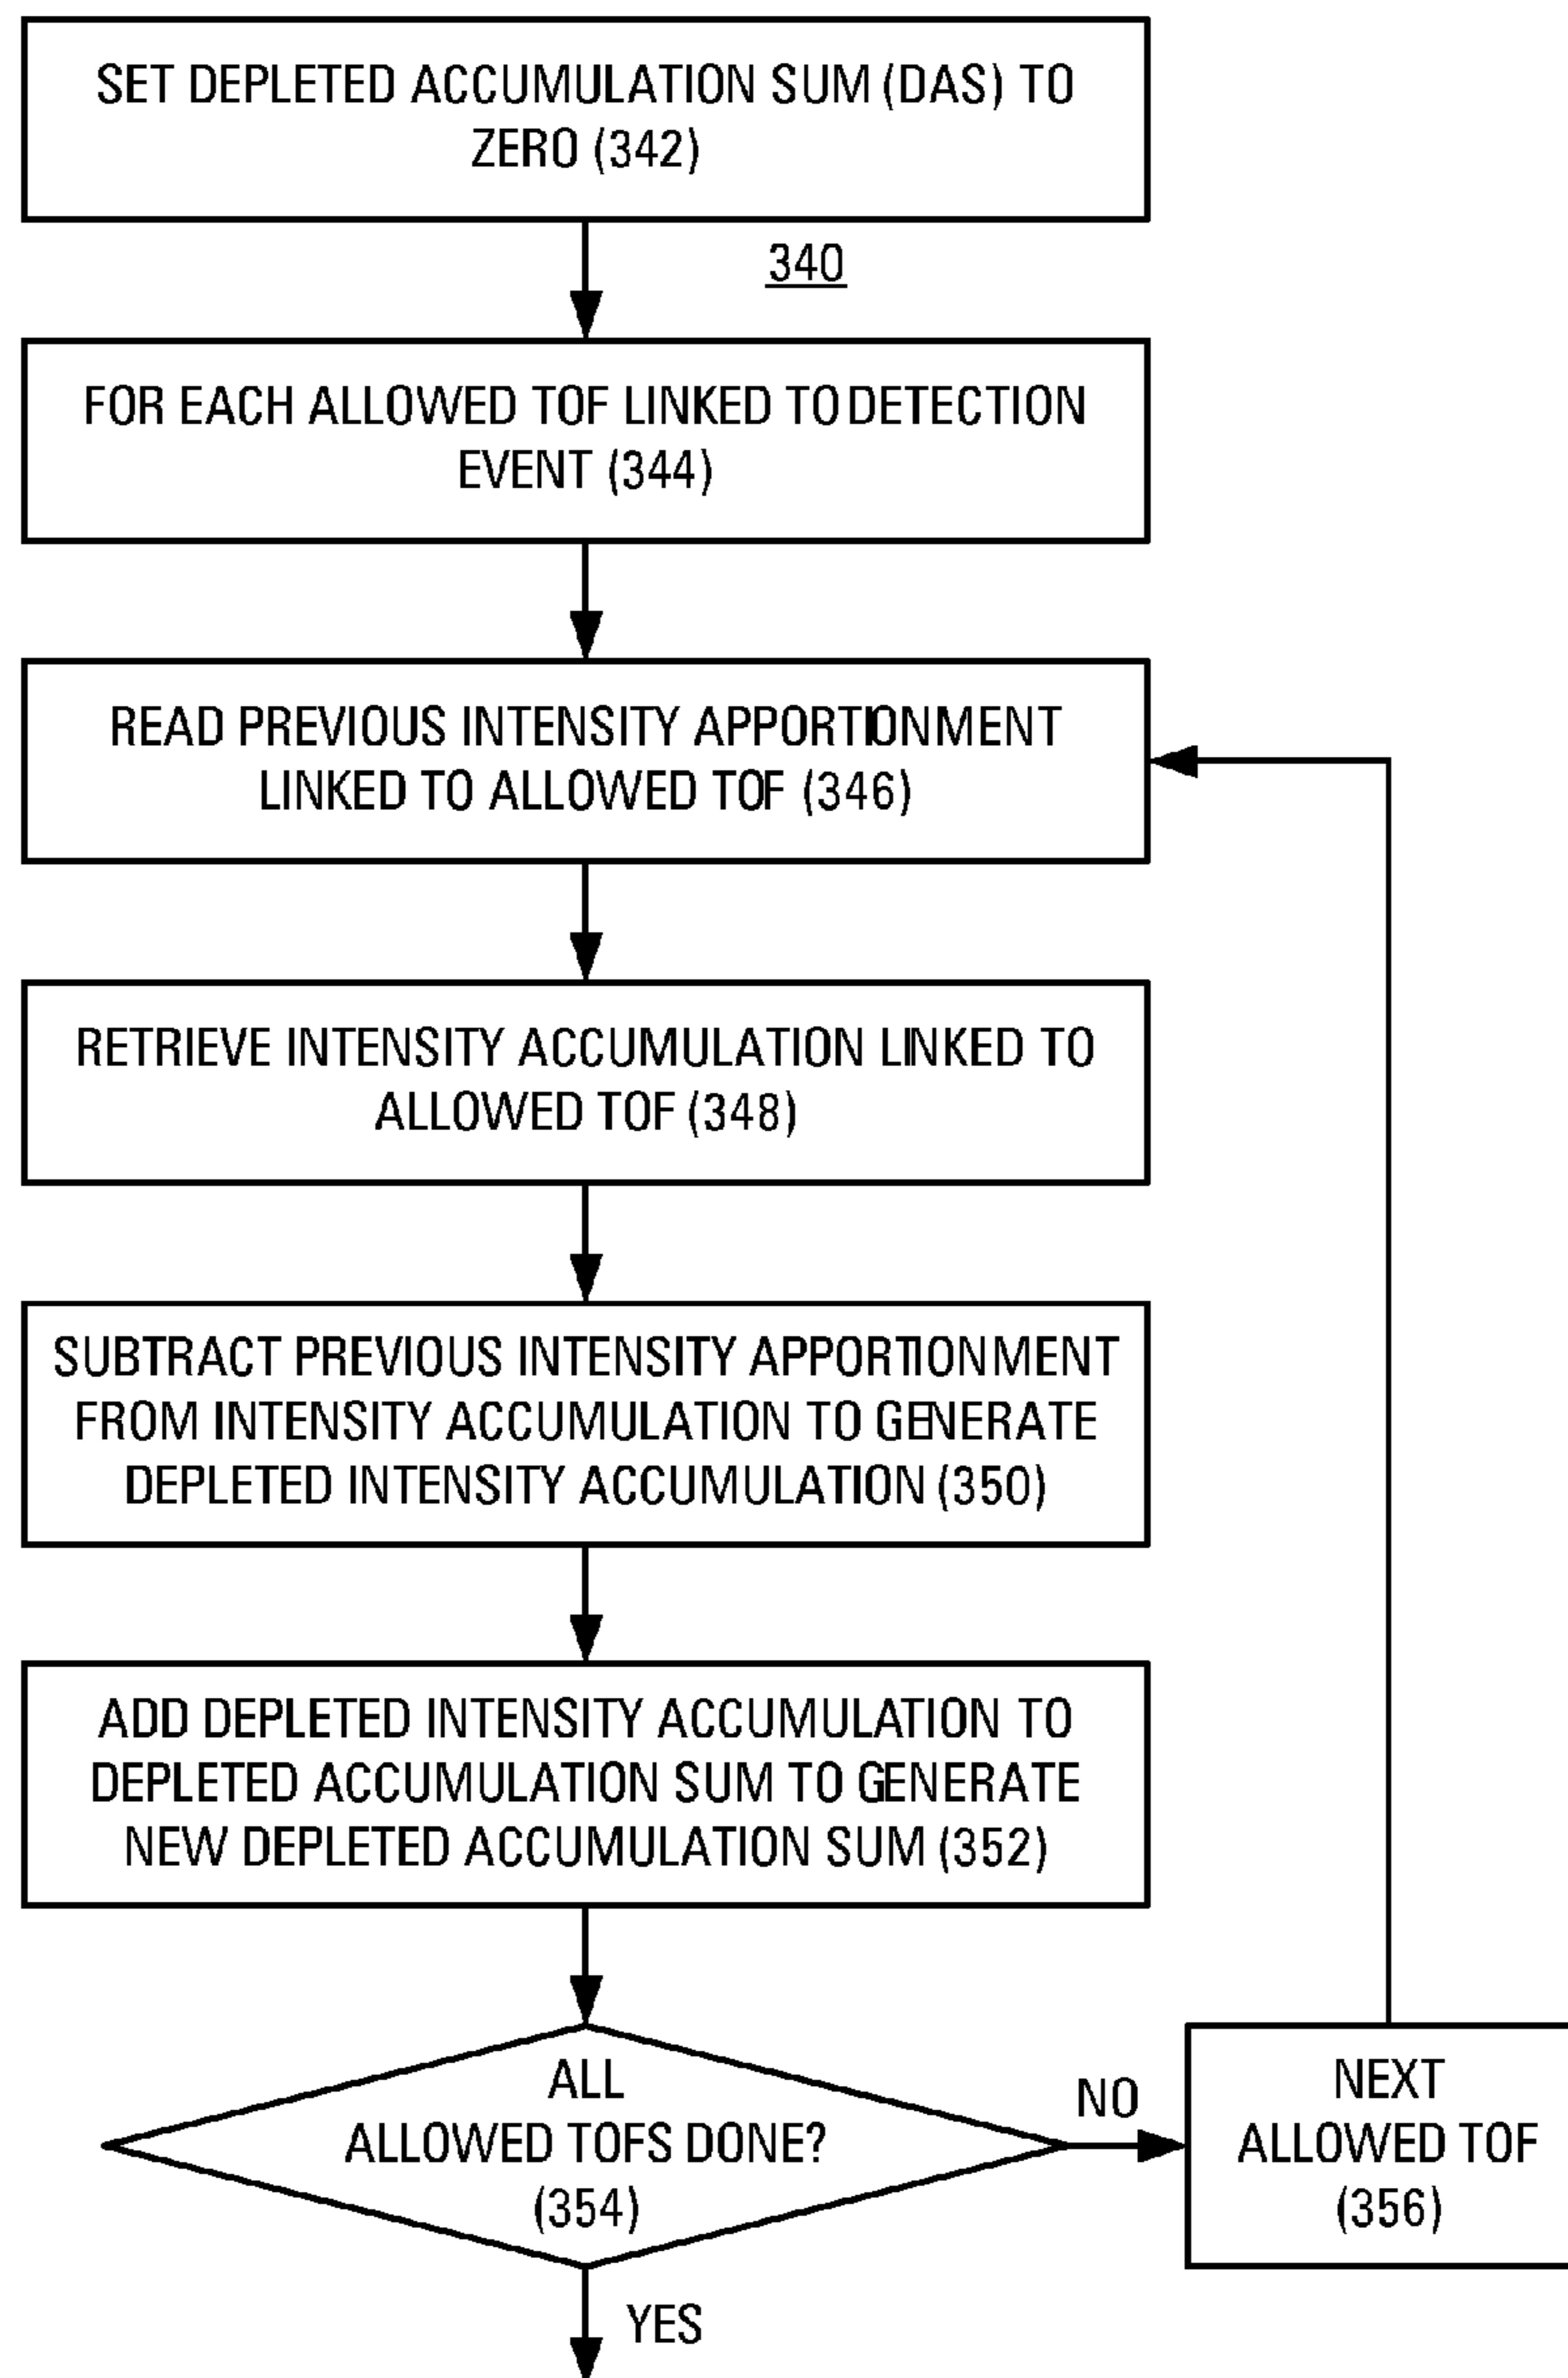 SET DEPLETED ACCUMULATION SUM (DAS) TO
ZERO (342)
340
FOR EACH ALLOWED TOF LINKED TO DETECTION
EVENT (344)
READ PREVIOUS INTENSITY APPORTIONMENT
LINKED TO ALLOWED TOF (346)
RETRIEVE INTENSITY ACCUMULATION LINKED TO
ALLOWED TOF (348)
SUBTRACT PREVIOUS INTENSITY APPORTIONMENT
FROM INTENSITY ACCUMULATION TO GENERATE
DEPLETED INTENSITY ACCUMULATION (350)
ADD DEPLETED INTENSITY ACCUMULATION TO
DEPLETED ACCUMULATION SUM TO GENERATE
NEW DEPLETED ACCUMULATION SUM (352)
ALL
ALLOWED TOFS DONE?
(354)
NO
NEXT
ALLOWED TOF
(356)
YES